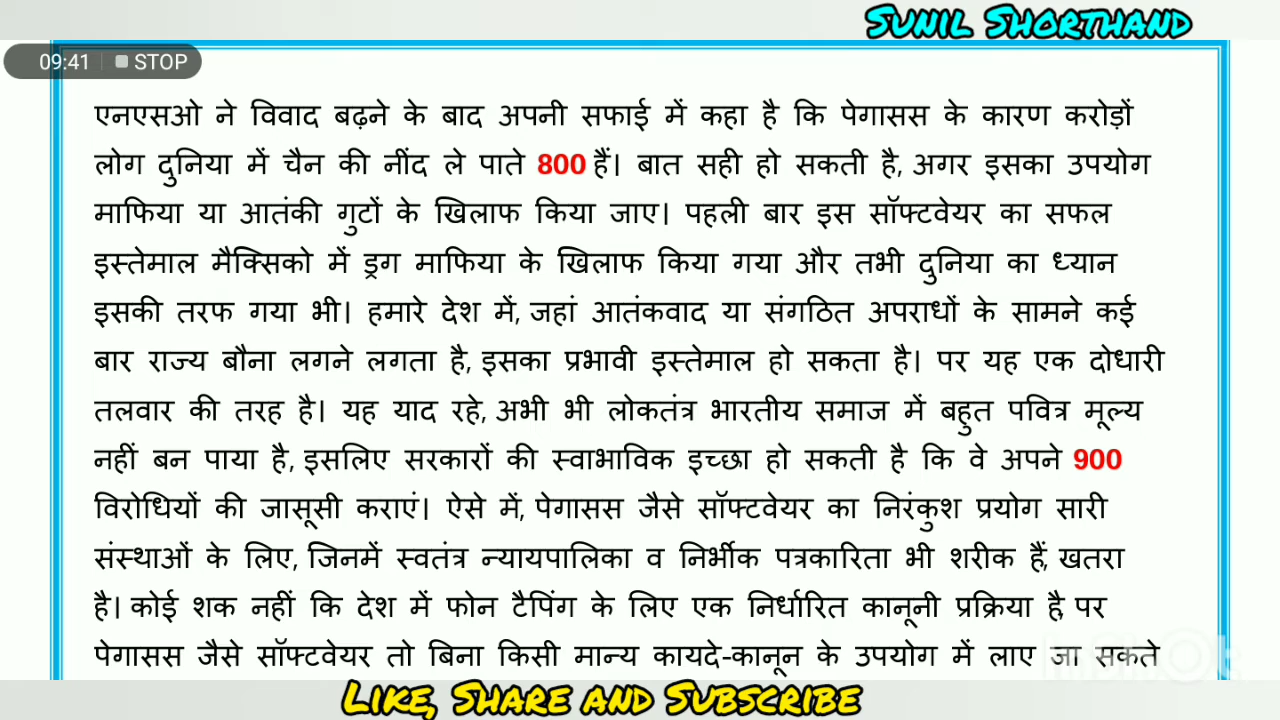 SUNIL SHORTHAND
09:41 STOP
एनएसओ ने विवाद बढ़ने के बाद अपनी सफाई में कहा है कि पेगासस के कारण करोड़ों
लोग दुनिया में चैन की नींद ले पाते 800 हैं। बात सही हो सकती है, अगर इसका उपयोग
माफिया या आतंकी गुटों के खिलाफ किया जाए। पहली बार इस सॉफ्टवेयर का सफल
इस्तेमाल मैक्सिको में ड्रग माफिया के खिलाफ किया गया और तभी दुनिया का ध्यान
इसकी तरफ गया भी। हमारे देश में, जहां आतंकवाद या संगठित अपराधों के सामने कई
बार राज्य बौना लगने लगता है, इसका प्रभावी इस्तेमाल हो सकता है। पर यह एक दोधारी
तलवार की तरह है। यह याद रहे, अभी भी लोकतंत्र भारतीय समाज में बहुत पवित्र मूल्य
नहीं बन पाया है, इसलिए सरकारों की स्वाभाविक इच्छा हो सकती है कि वे अपने 900
विरोधियों की जासूसी कराएं। ऐसे में, पेगासस जैसे सॉफ्टवेयर का निरंकुश प्रयोग सारी
संस्थाओं के लिए, जिनमें स्वतंत्र न्यायपालिका व निर्भीक पत्रकारिता भी शरीक हैं, खतरा
है। कोई शक नहीं कि देश में फोन टैपिंग के लिए एक निर्धारित कानूनी प्रक्रिया है, पर
पेगासस जैसे सॉफ्टवेयर तो बिना किसी मान्य कायदे-कानून के उपयोग में लाए जा सकते
LIKE, SHARE AND SUBSCRIBE